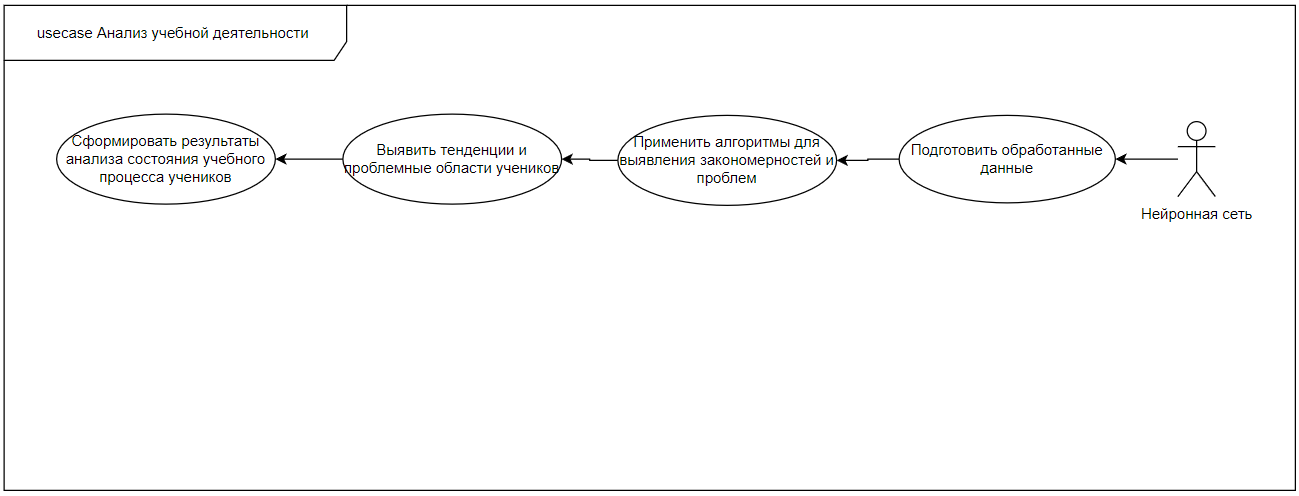 usecase Анализ учебной деятельности
Сформировать результаты
анализа состояния учебного
процесса учеников
Выявить тенденции и
проблемные области учеников
Применить алгоритмы для
выявления закономерностей и
проблем
Подготовить обработанные
данные
Нейронная сеть